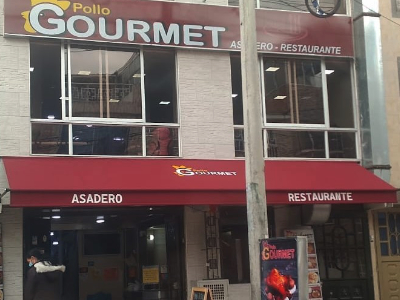 Pollo
GOURMET
ASADERO - RESTAURANTE
GOURMET
ASADERO
RESTAURANTE
GOURMET